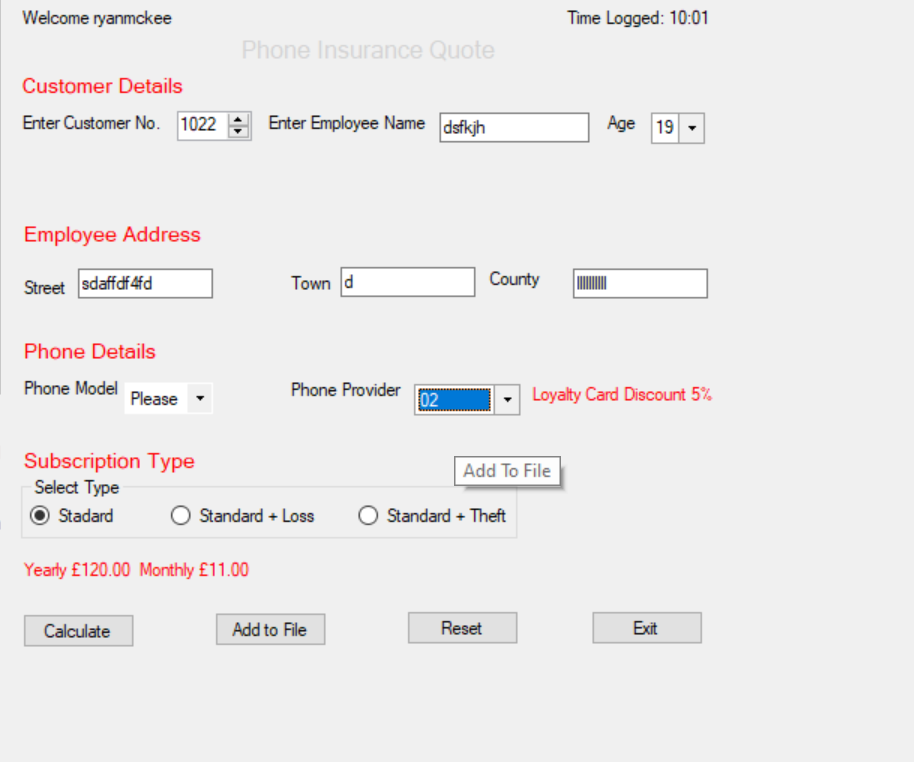 Welcome ryanmckee Time Logged: 10:01
Phone Insurance Quote
Customer Details
Enter Customer No. 1022 Enter Employee Name dsfkjh Age 19
Employee Address
Street sdaffdf4fd Town d County llllllllll
Phone Details
Phone Model Please Phone Provider 02 Loyalty Card Discount 5%
Subscription Type
Add To File
Select Type
Stadard Standard + Loss Standard + Theft
Yearly £120.00 Monthly £11.00
Calculate Add to File Reset Exit